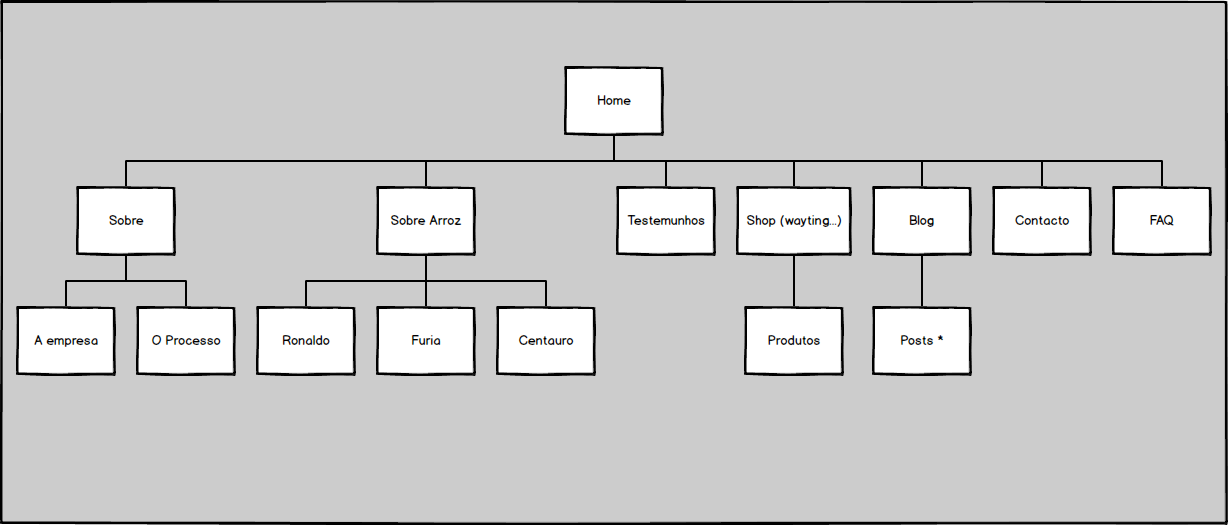 Home
Sobre
Sobre Arroz
Testemunhos
Shop (wayting...)
Blog
Contacto
FAQ
A empresa
O Processo
Ronaldo
Furia
Centauro
Produtos
Posts *